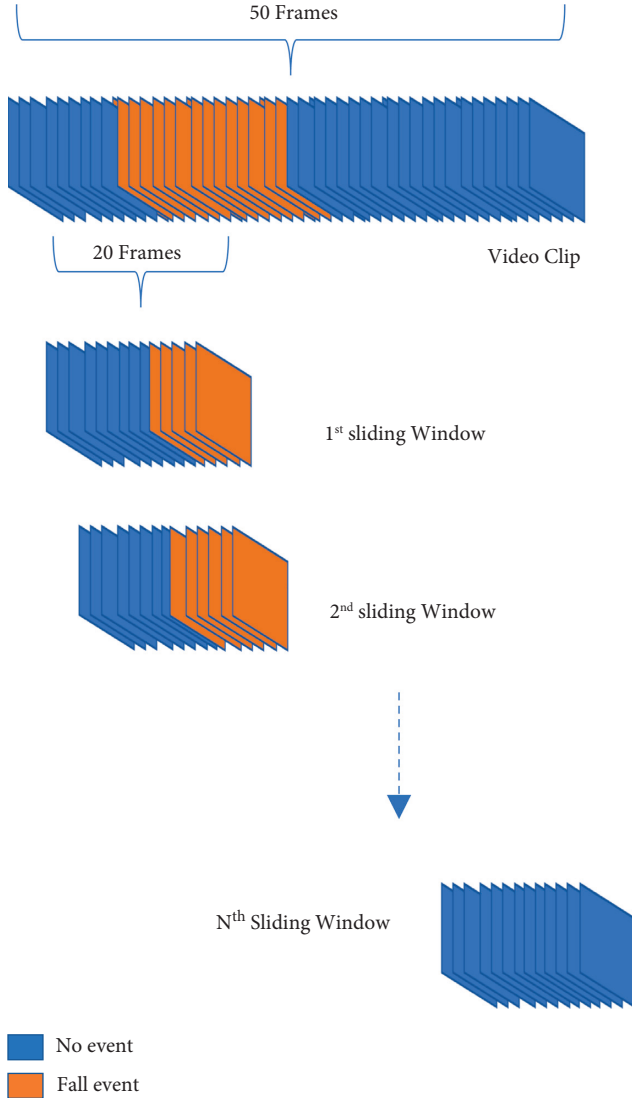 50 Frames
Video Clip
20 Frames
1st sliding Window
2nd sliding Window
Nth Sliding Window
No event
Fall event